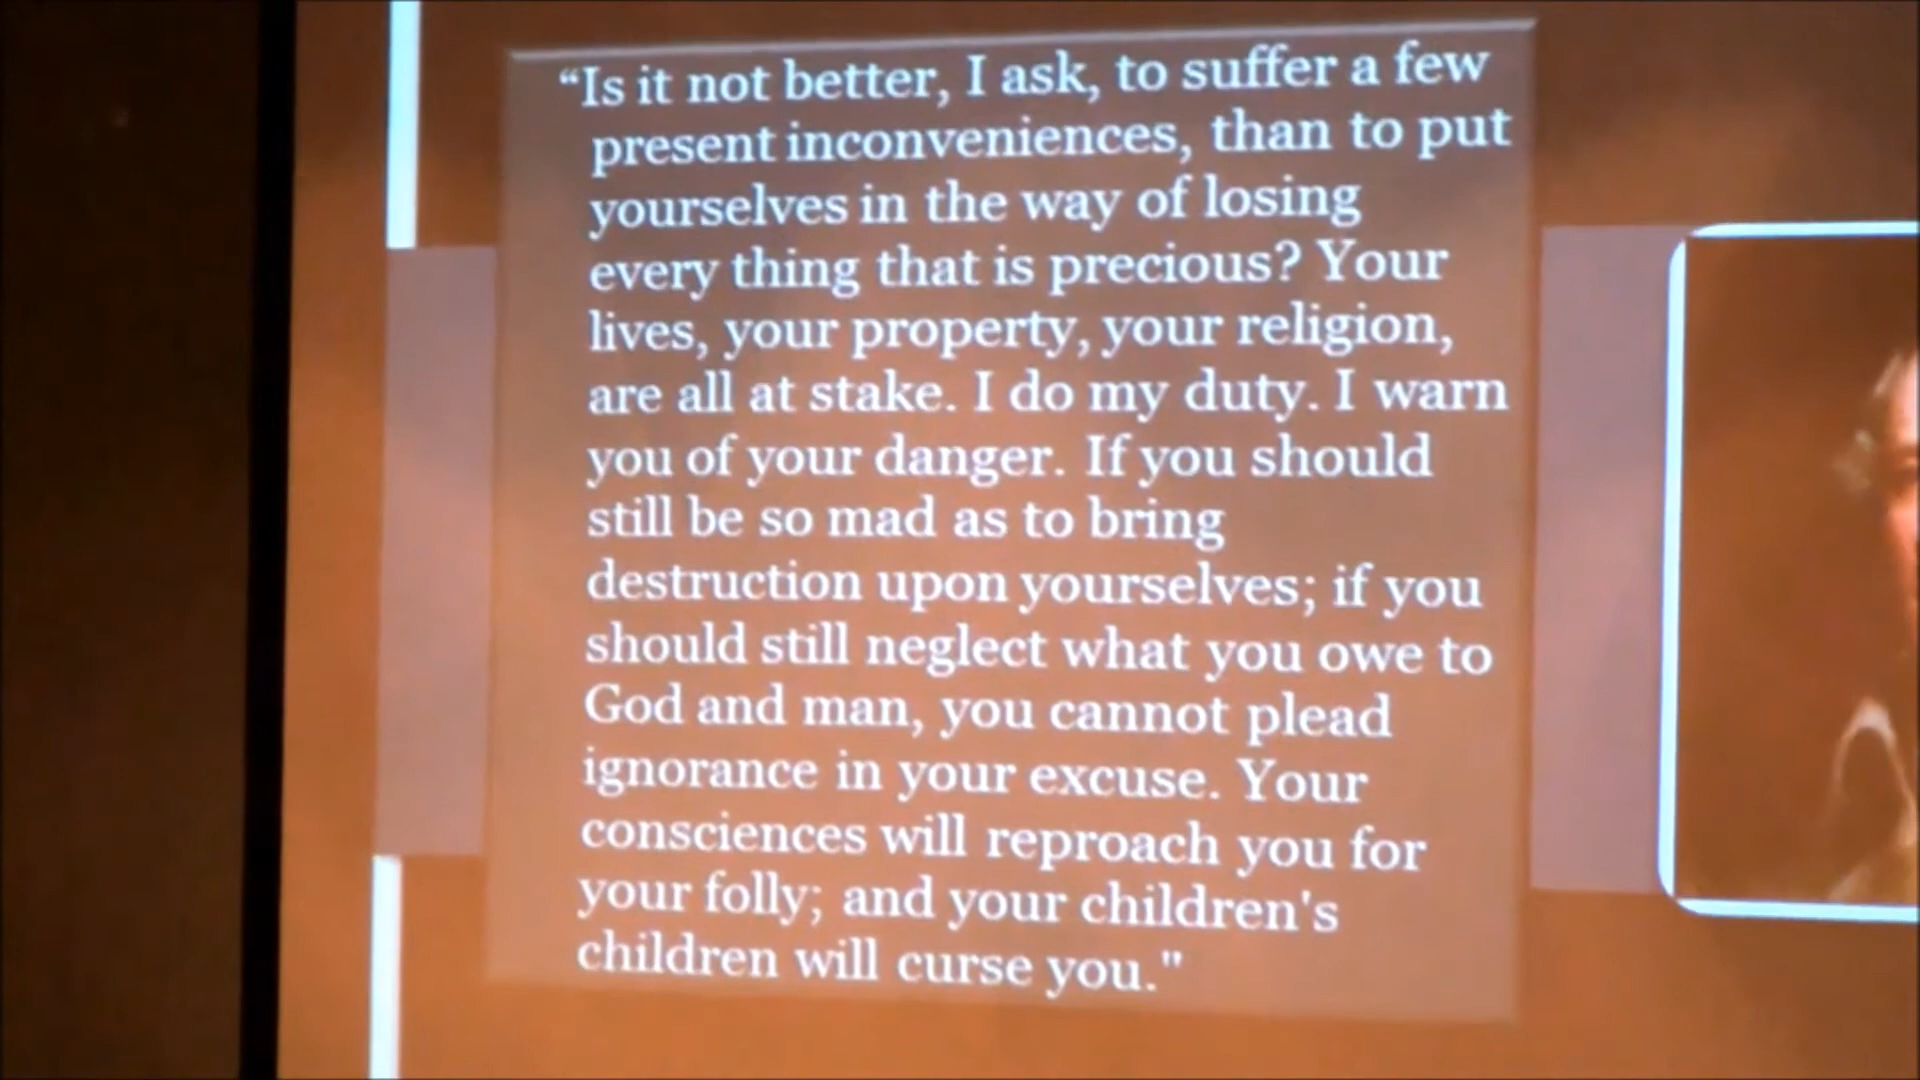 “Is it not better, I ask, to suffer a few
present inconveniences, than to put
yourselves in the way of losing
every thing that is precious? Your
lives, your property, your religion,
are all at stake. I do my duty. I warn
you of your danger. If you should
still be so mad as to bring
destruction upon yourselves; if you
should still neglect what you owe to
God and man, you cannot plead
ignorance in your excuse. Your
consciences will reproach you for
your folly; and your children's
children will curse you."